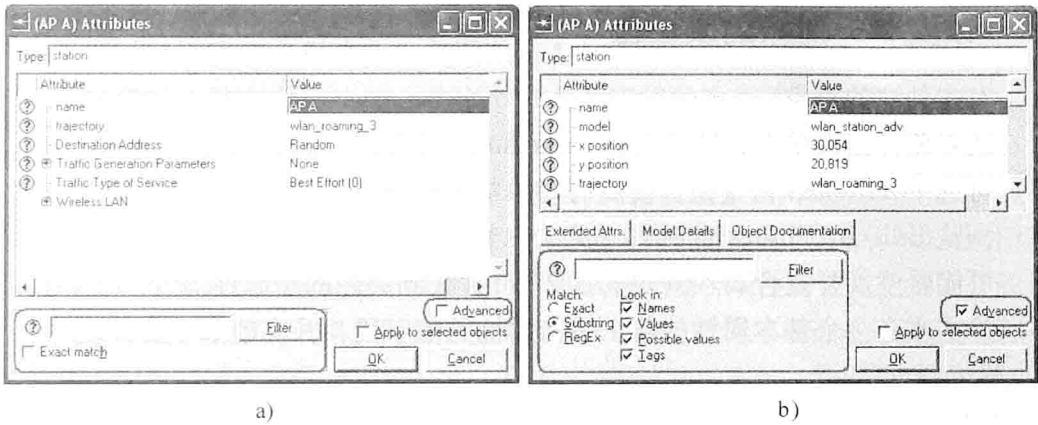 (AP A) Attributes
Type: station
Attribute Value
name AP A
trajectory wlan_roaming_3
Destination Address Random
Traffic Generation Parameters None
Traffic Type of Service Best Effort (0)
Wireless LAN
Advanced
Filter
Apply to selected objects
Exact match
OK Cancel
a)
(AP A) Attributes
Type: station
Attribute Value
name AP A
model wlan_station_adv
x position 30,054
y position 20,819
trajectory wlan_roaming_3
Extended Attrs. Model Details Object Documentation
Filter
Match: Look in:
Exact Names
Substring Values
RegEx Possible values
Tags
Advanced
Apply to selected objects
OK Cancel
b)